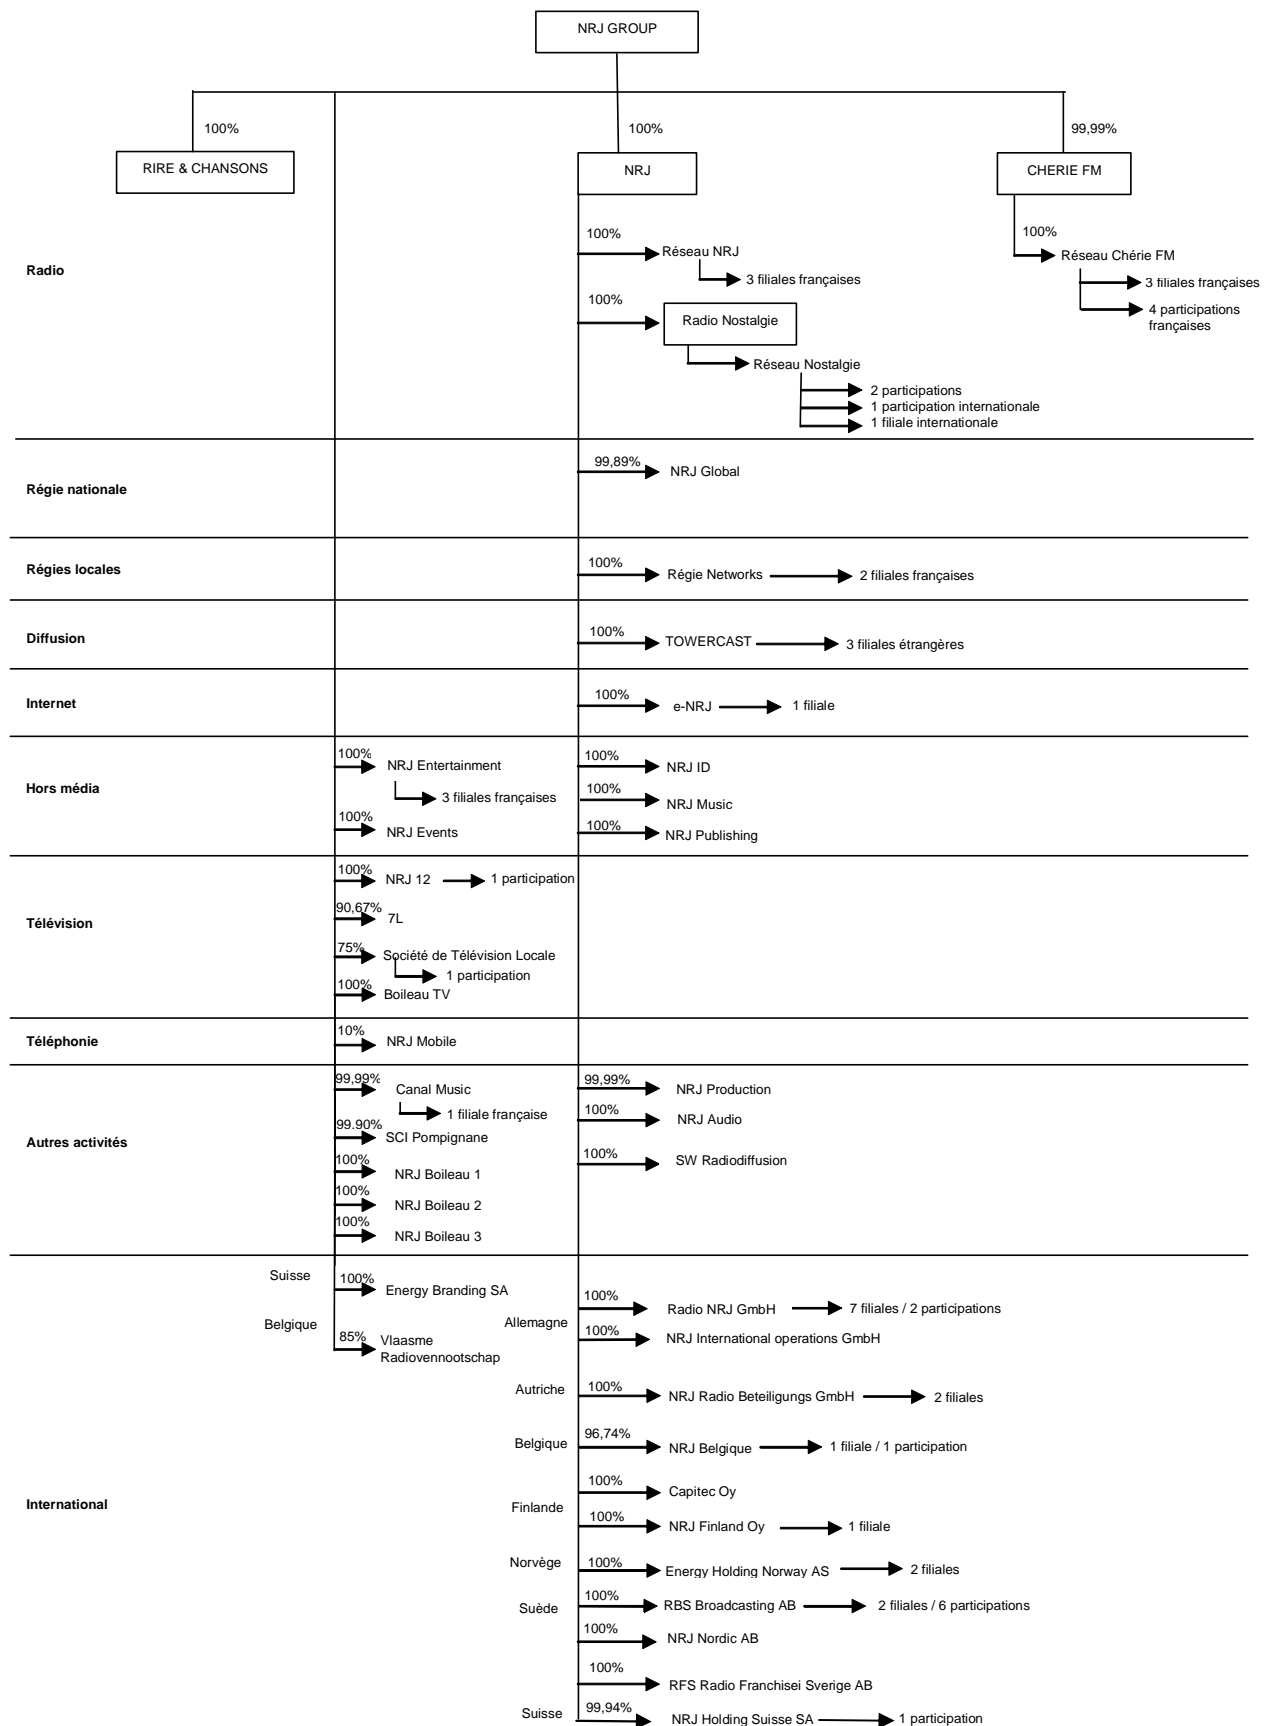 NRJ GROUP
100%
100%
99,99%
RIRE & CHANSONS
NRJ
CHERIE FM
Radio
100%
Réseau NRJ
3 filiales françaises
100%
Radio Nostalgie
Réseau Nostalgie
2 participations
1 participation internationale
1 filiale internationale
100%
Réseau Chérie FM
3 filiales françaises
4 participations
françaises
Régie nationale
99,89%
NRJ Global
Régies locales
100%
Régie Networks
2 filiales françaises
Diffusion
100%
TOWERCAST
3 filiales étrangères
Internet
100%
e-NRJ
1 filiale
Hors média
100%
NRJ Entertainment
3 filiales françaises
100%
NRJ Events
100%
NRJ ID
100%
NRJ Music
100%
NRJ Publishing
Télévision
100%
NRJ 12
1 participation
90,67%
7L
75%
Société de Télévision Locale
1 participation
100%
Boileau TV
Téléphonie
10%
NRJ Mobile
Autres activités
99,99%
Canal Music
1 filiale française
99.90%
SCI Pompignane
100%
NRJ Boileau 1
100%
NRJ Boileau 2
100%
NRJ Boileau 3
99,99%
NRJ Production
100%
NRJ Audio
100%
SW Radiodiffusion
International
Suisse
100%
Energy Branding SA
Belgique
85%
Vlaasme
Radiovennootschap
Allemagne
100%
Radio NRJ GmbH
7 filiales / 2 participations
100%
NRJ International operations GmbH
Autriche
100%
NRJ Radio Beteiligungs GmbH
2 filiales
Belgique
96,74%
NRJ Belgique
1 filiale / 1 participation
Finlande
100%
Capitec Oy
100%
NRJ Finland Oy
1 filiale
Norvège
100%
Energy Holding Norway AS
2 filiales
Suède
100%
RBS Broadcasting AB
2 filiales / 6 participations
100%
NRJ Nordic AB
100%
RFS Radio Franchisei Sverige AB
Suisse
99,94%
NRJ Holding Suisse SA
1 participation